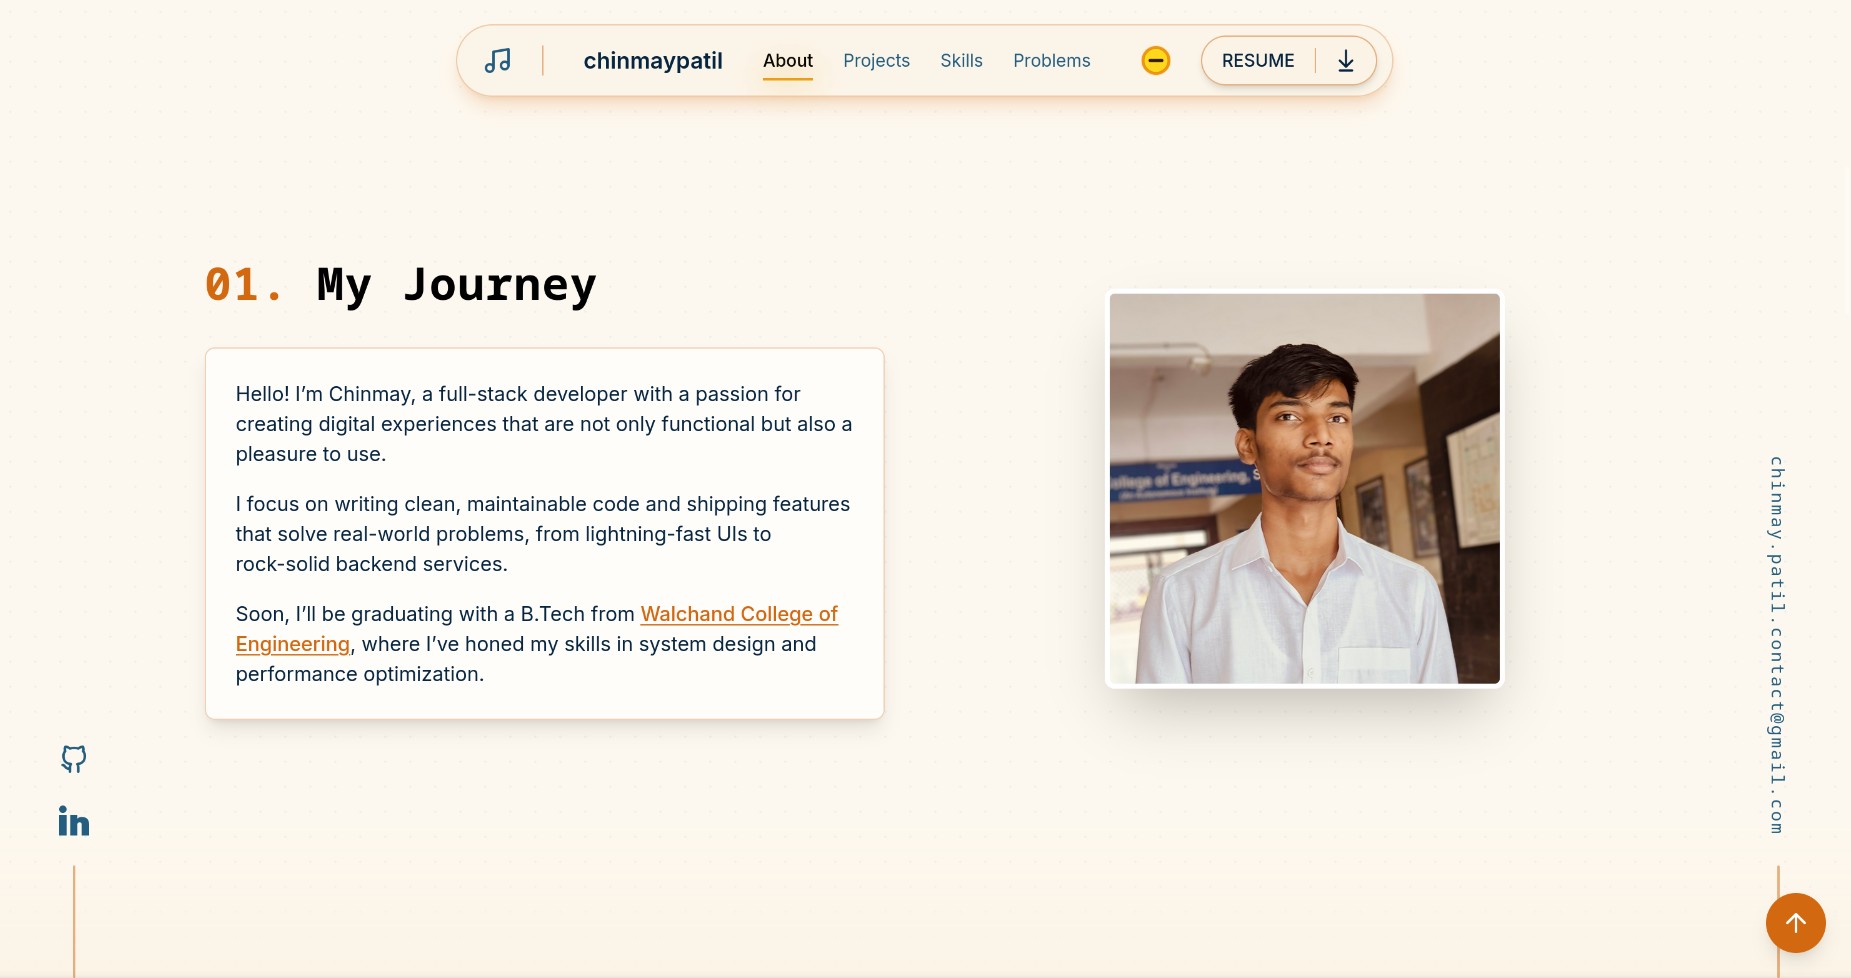 chinmaypatil
About
Projects
Skills
Problems
RESUME
01. My Journey
Hello! I’m Chinmay, a full-stack developer with a passion for
creating digital experiences that are not only functional but also a
pleasure to use.
I focus on writing clean, maintainable code and shipping features
that solve real-world problems, from lightning-fast UIs to
rock-solid backend services.
Soon, I’ll be graduating with a B.Tech from Walchand College of
Engineering, where I’ve honed my skills in system design and
performance optimization.
of Engineering, S
in
chinmay.patil.contact@gmail.com